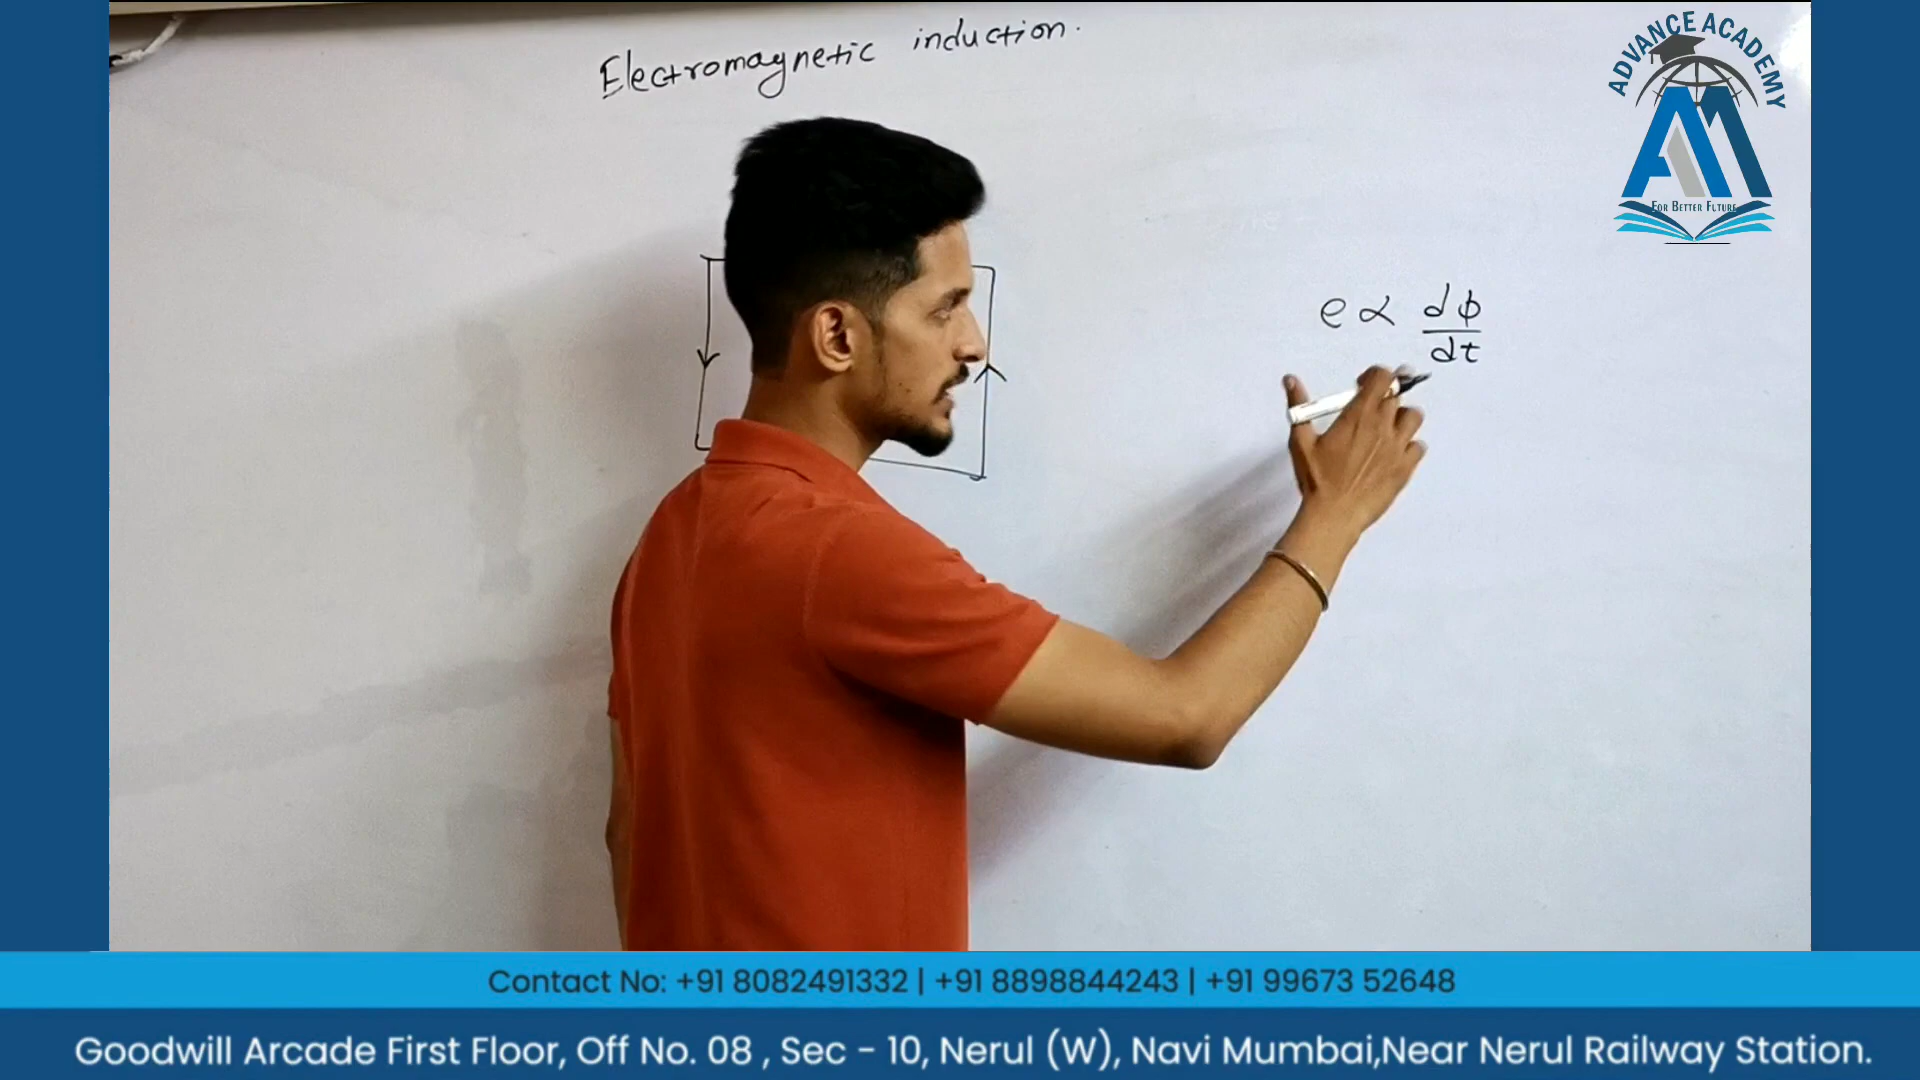 Electromagnetic induction.
ADVANCE ACADEMY
FOR BETTER FUTURE
e ∝ dφ
dt
Contact No: +91 8082491332 | +91 8898844243 | +91 99673 52648
Goodwill Arcade First Floor, Off No. 08 , Sec - 10, Nerul (W), Navi Mumbai,Near Nerul Railway Station.